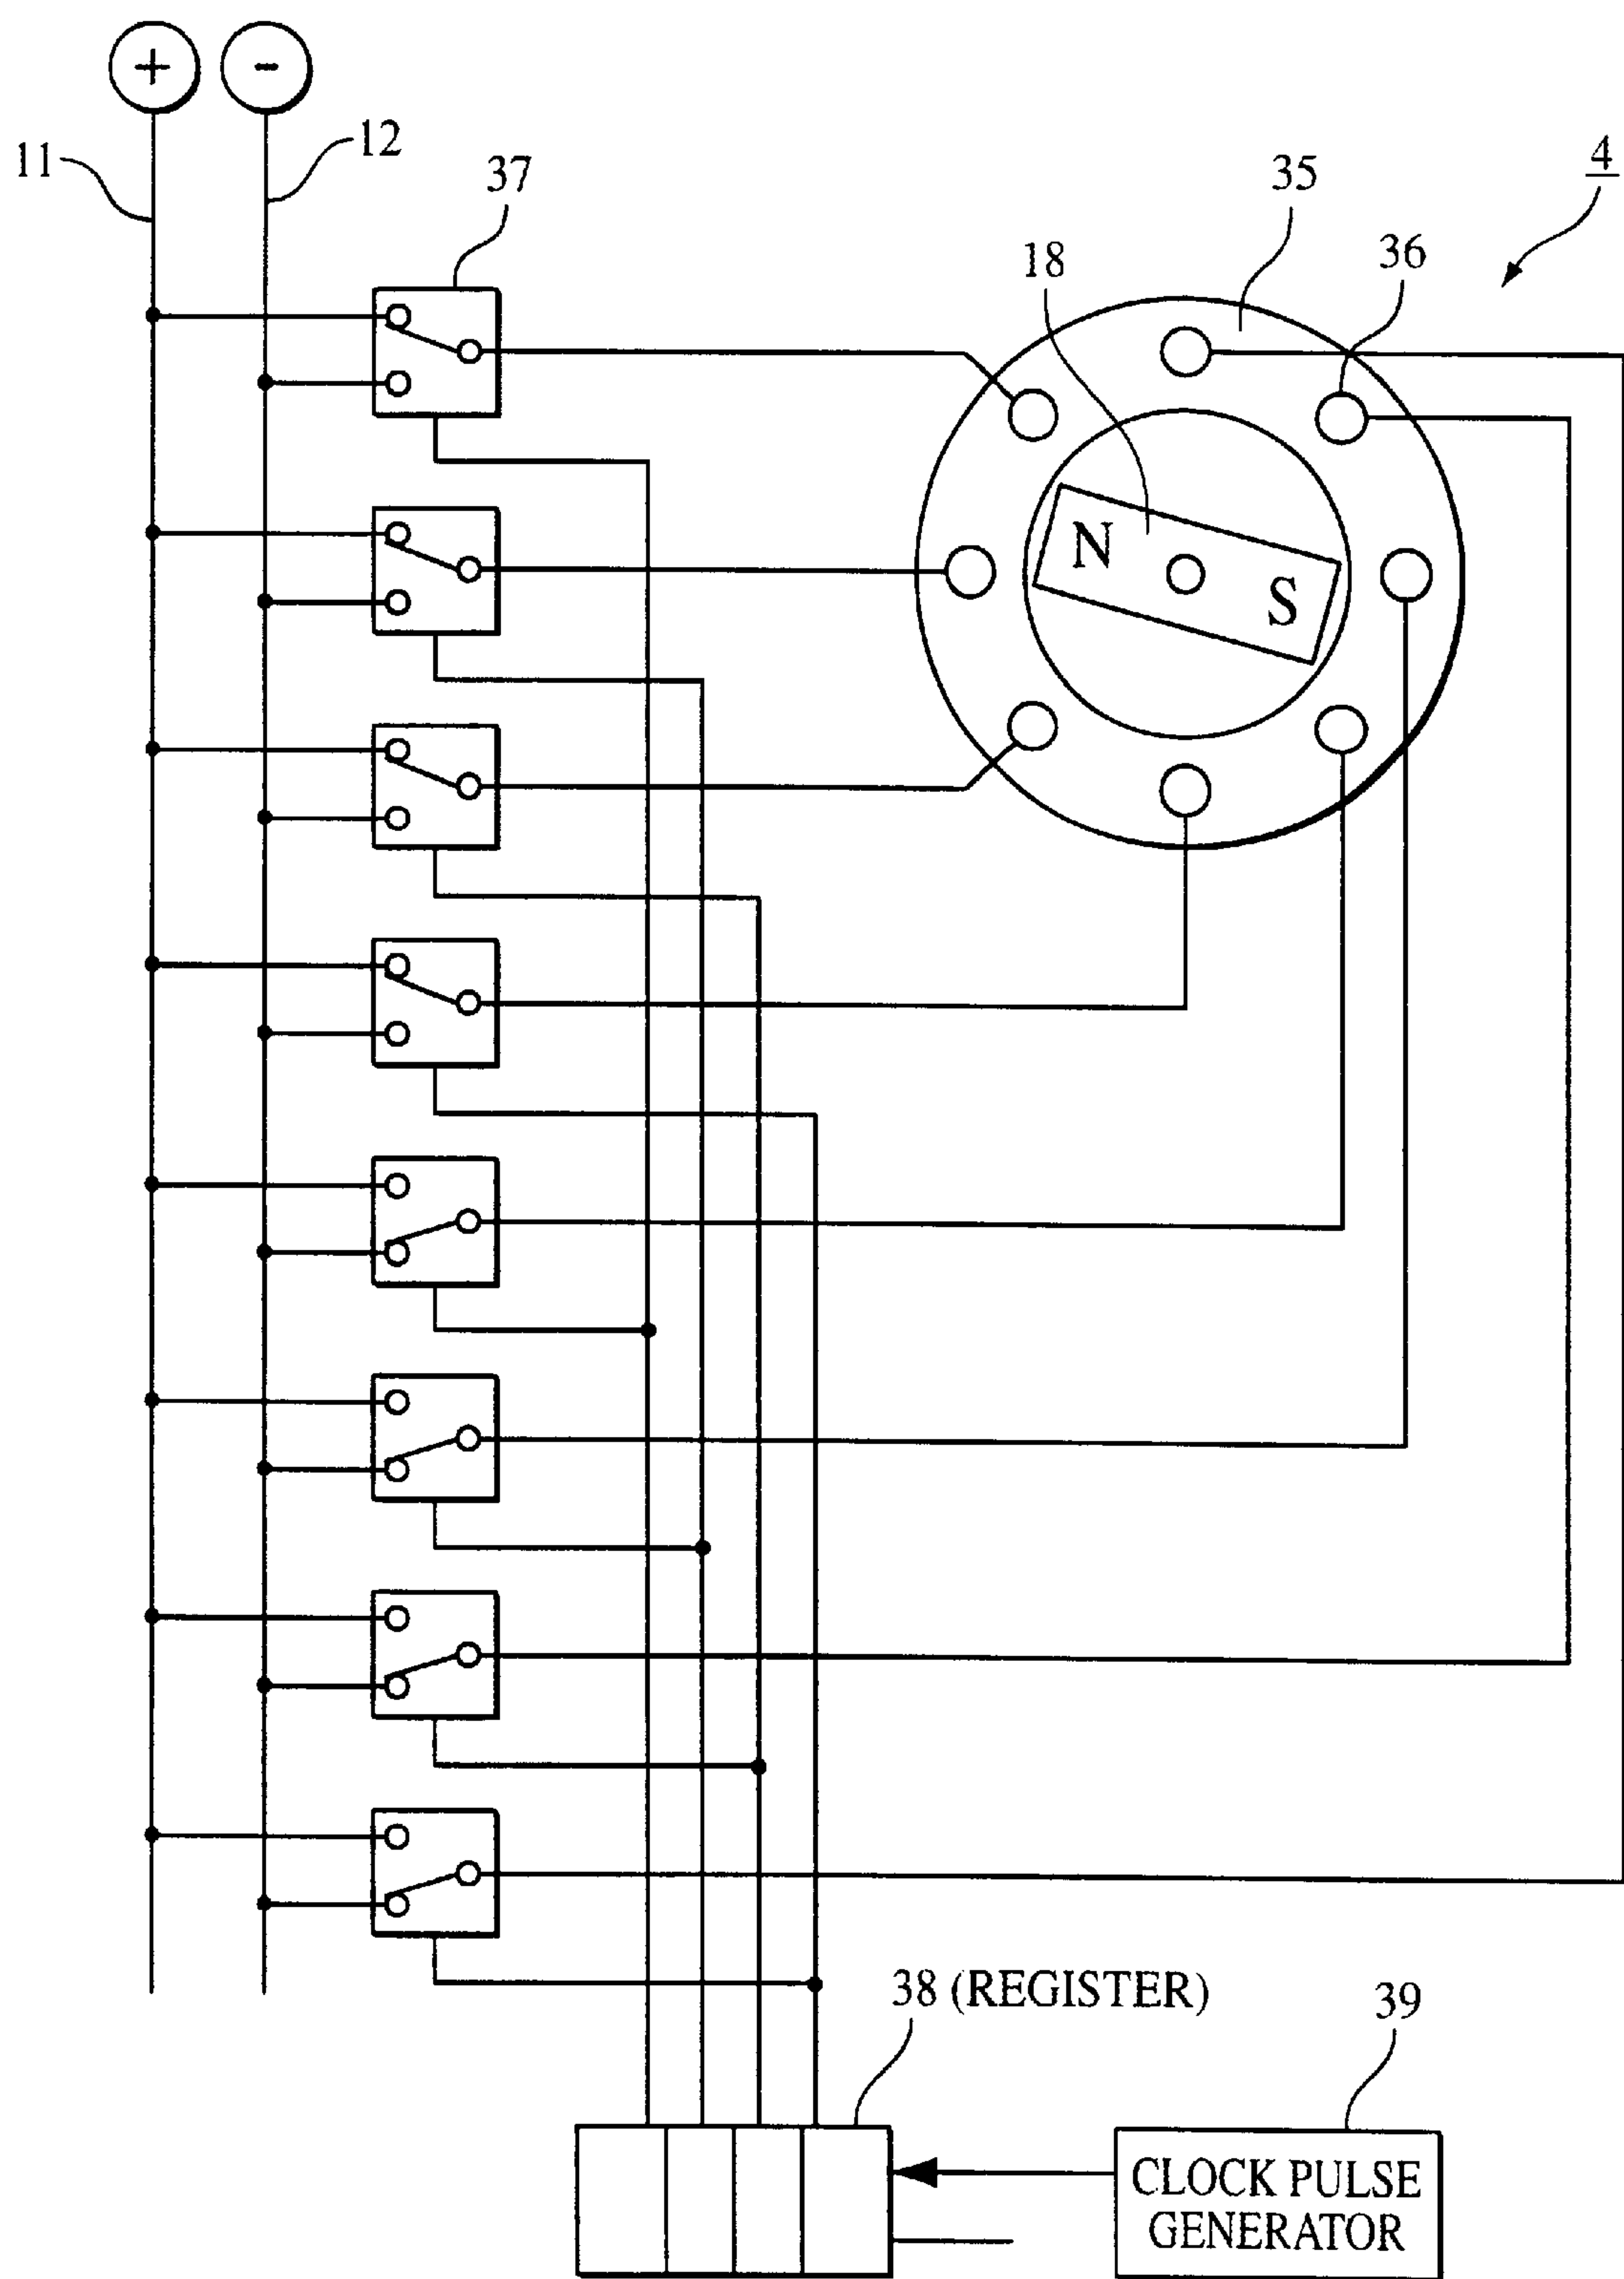 + -
11
12
37
18
35
36
4
N
S
38 (REGISTER)
39
CLOCK PULSE
GENERATOR